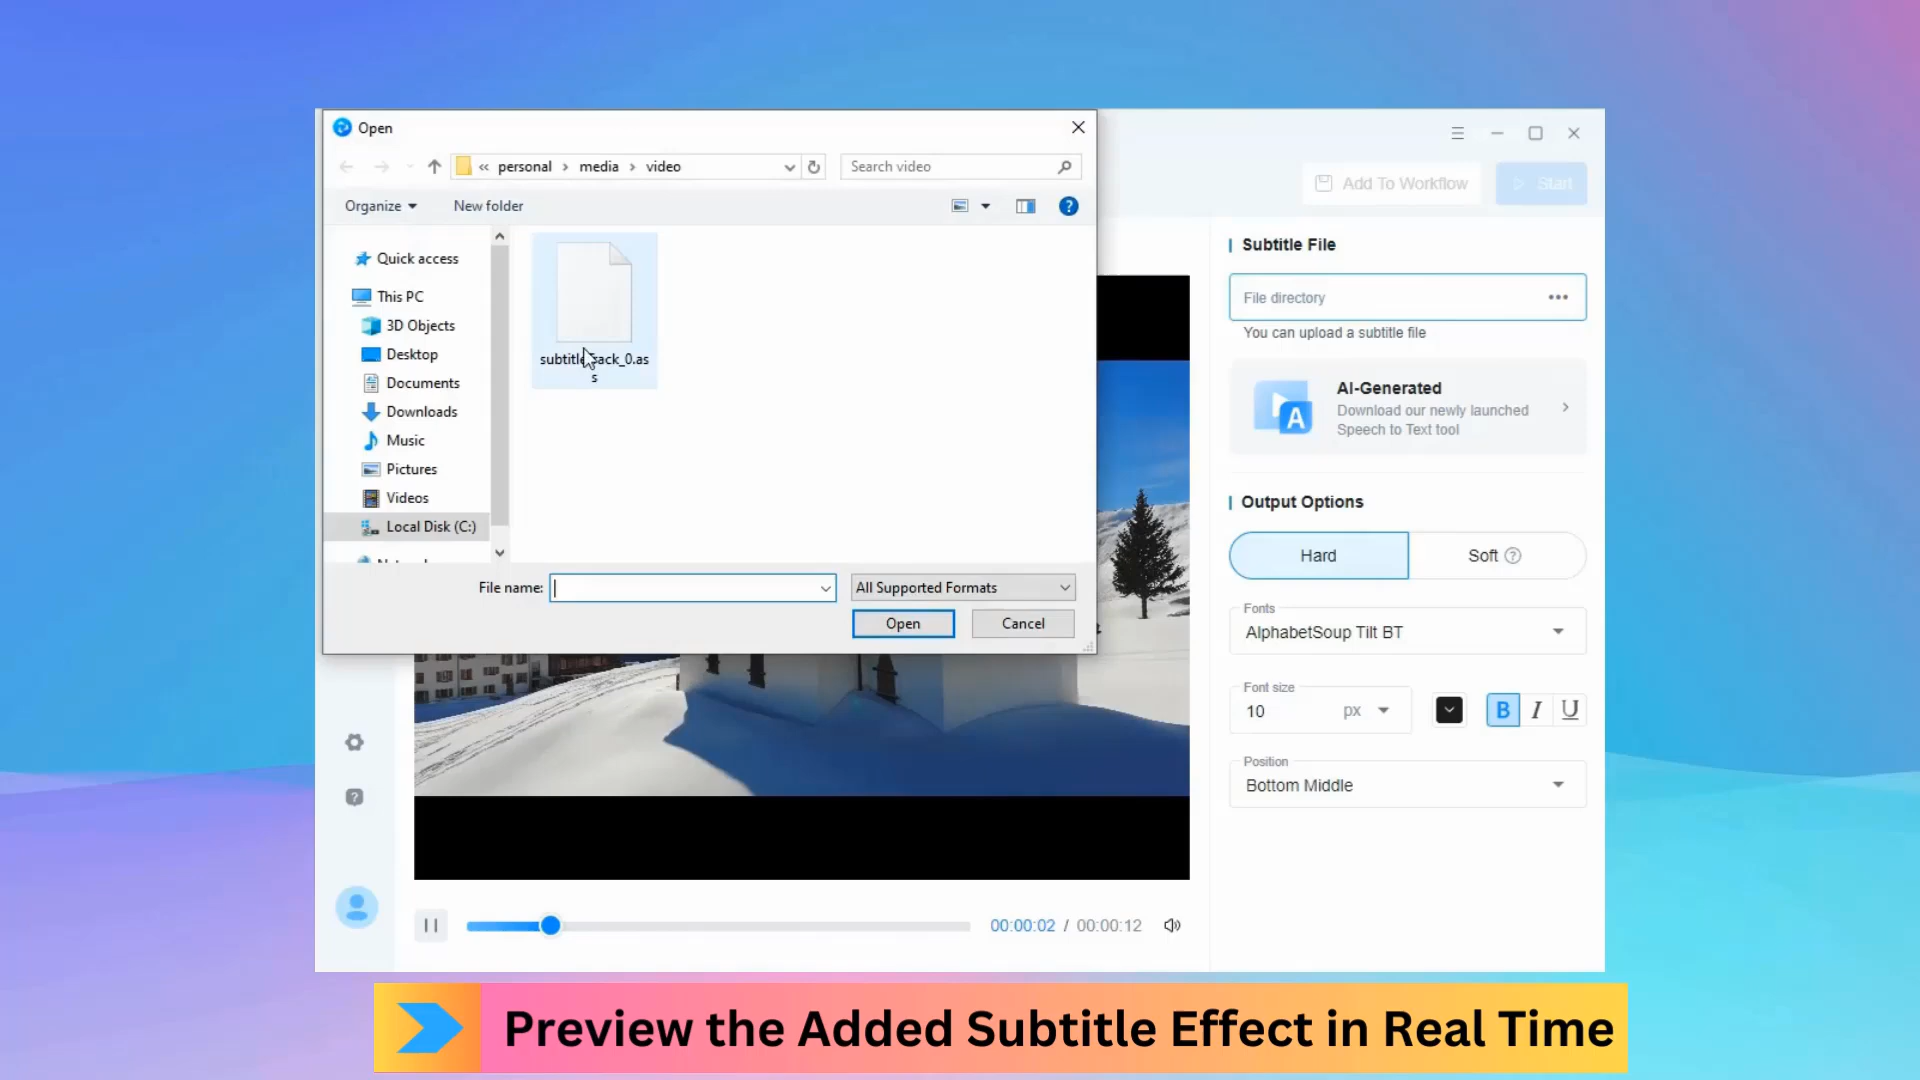 Open
« personal > media > video
Search video
Organize
New folder
Quick access
This PC
3D Objects
Desktop
Documents
Downloads
Music
Pictures
Videos
Local Disk (C:)
s
File name:
All Supported Formats
Open
Cancel
Add To Workflow
Start
Subtitle File
File directory
•••
You can upload a subtitle file
AI-Generated
Download our newly launched
Speech to Text tool
A
Output Options
Hard
Soft ?
Fonts
AlphabetSoup Tilt BT
Font size
10 px
B I U
Position
Bottom Middle
00:00:02 / 00:00:12
Preview the Added Subtitle Effect in Real Time